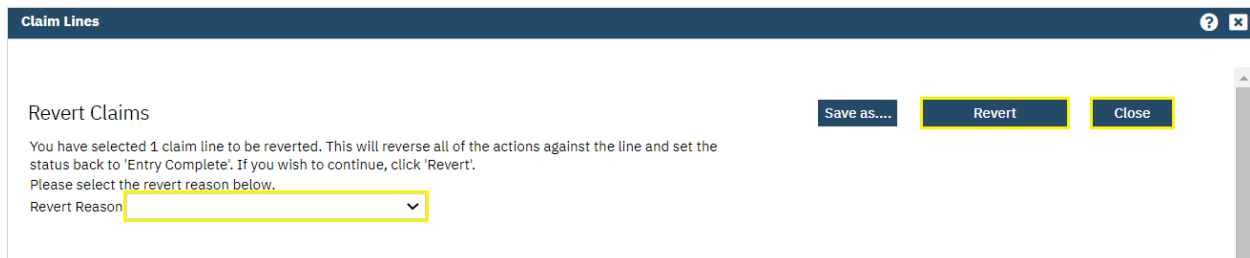 Claim Lines
Revert Claims
Save as....
Revert
Close
You have selected 1 claim line to be reverted. This will reverse all of the actions against the line and set the
status back to 'Entry Complete'. If you wish to continue, click 'Revert'.
Please select the revert reason below.
Revert Reason